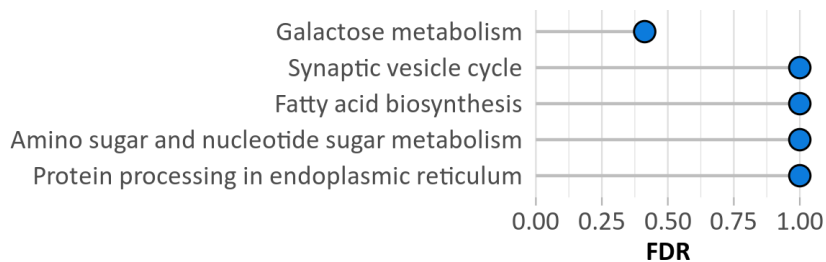 Galactose metabolism
Synaptic vesicle cycle
Fatty acid biosynthesis
Amino sugar and nucleotide sugar metabolism
Protein processing in endoplasmic reticulum
0.00 0.25 0.50 0.75 1.00
FDR